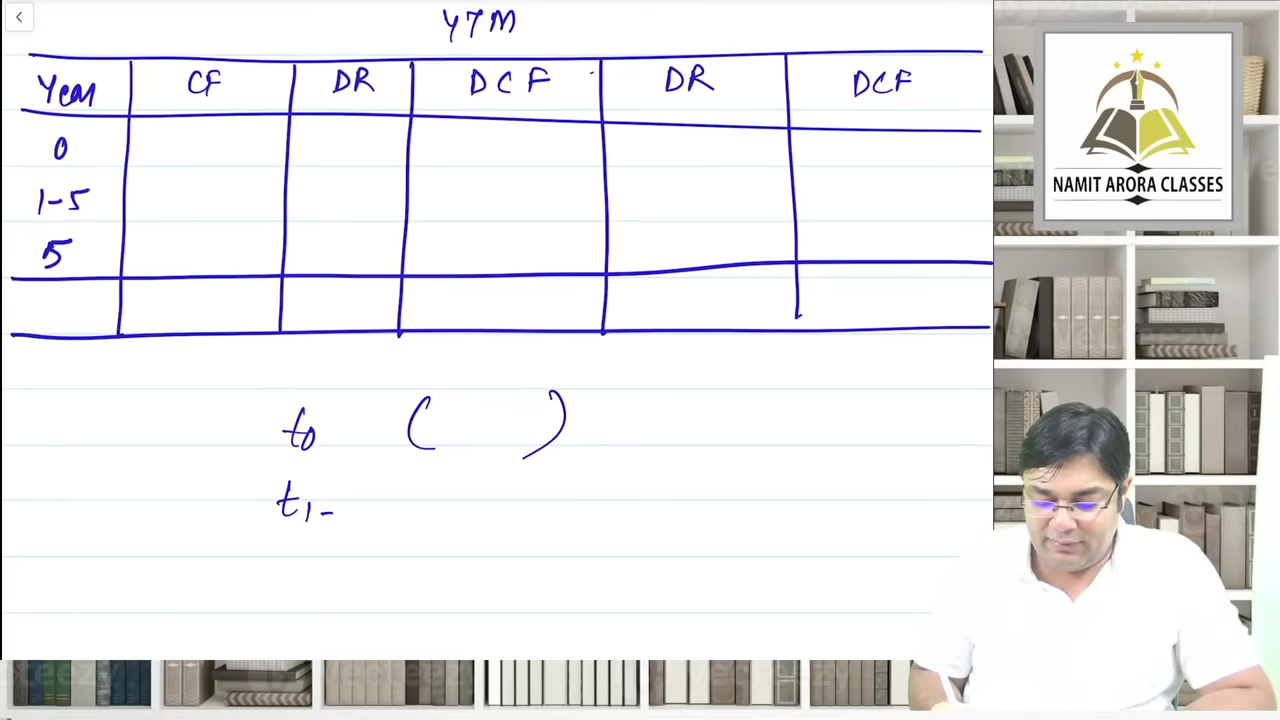 YTM
Year CF DR DCF DR DCF
0
1-5
5
t0 ( )
t1-
NAMIT ARORA CLASSES